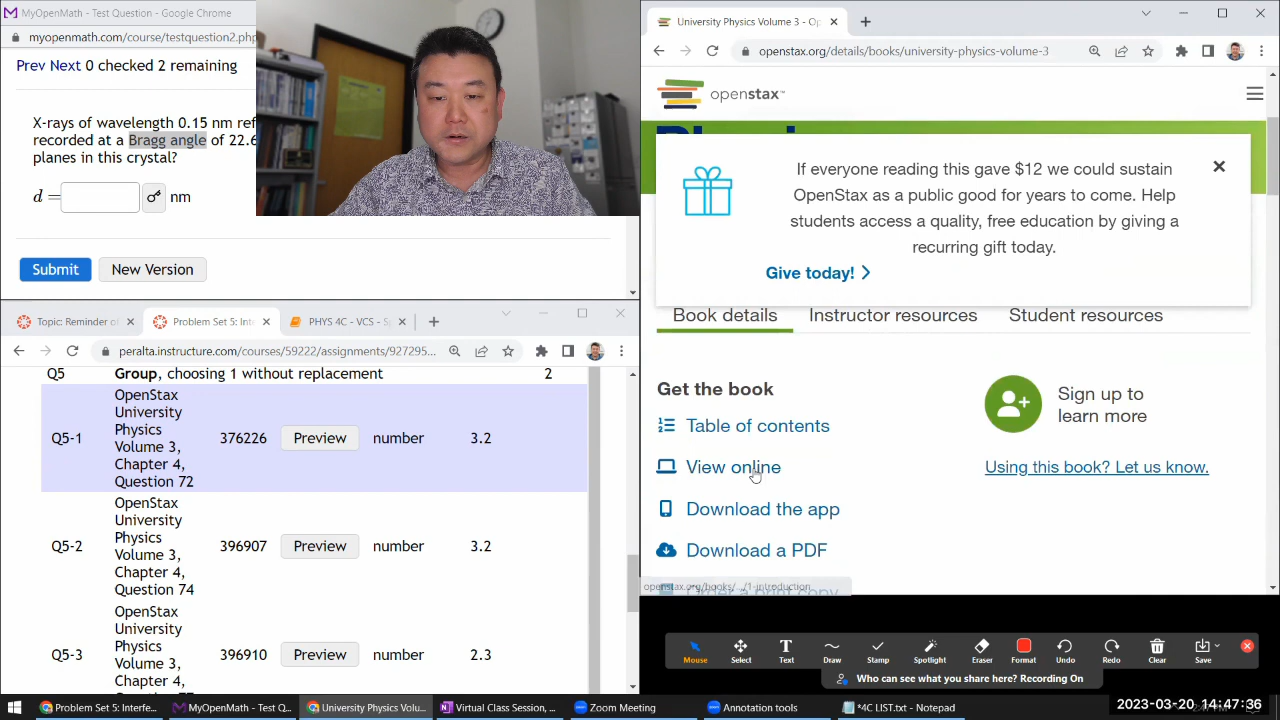 MyOpenMath - Test Question - Google Chrome
myopenmath.com/course/testquestion2.php
Prev Next 0 checked 2 remaining
X-rays of wavelength 0.15 nm
recorded at a Bragg angle of
planes in this crystal?
d = nm
Submit New Version
Topic Reminder Problem Set 5: PHYS 4C - VCS - S
peralta.instructure.com/courses/59222/assignments/927295...
Q5 Group, choosing 1 without replacement 2
OpenStax
University
Physics
Volume 3,
Chapter 4,
Question 72
Q5-1 376226 Preview number 3.2
OpenStax
University
Physics
Volume 3,
Chapter 4,
Question 74
Q5-2 396907 Preview number 3.2
OpenStax
University
Physics
Volume 3,
Chapter 4,
Q5-3 396910 Preview number 2.3
University Physics Volume 3 - Op
openstax.org/details/books/university-physics-volume-3
openstax™
If everyone reading this gave $12 we could sustain
OpenStax as a public good for years to come. Help
students access a quality, free education by giving a
recurring gift today.
Give today!
Book details Instructor resources Student resources
Get the book
Table of contents
View online
Download the app
Download a PDF
Sign up to
learn more
Using this book? Let us know.
openstax.org/books/.../1-introduction
Order a print copy
Mouse Select Text Draw Stamp Spotlight Eraser Format Undo Redo Clear Save
Who can see what you share here? Recording On
Problem Set 5: Interfe... MyOpenMath - Test Q... University Physics Volu... Virtual Class Session, ... Zoom Meeting Annotation tools *4C LIST.txt - Notepad
2023-03-20 14:47:36